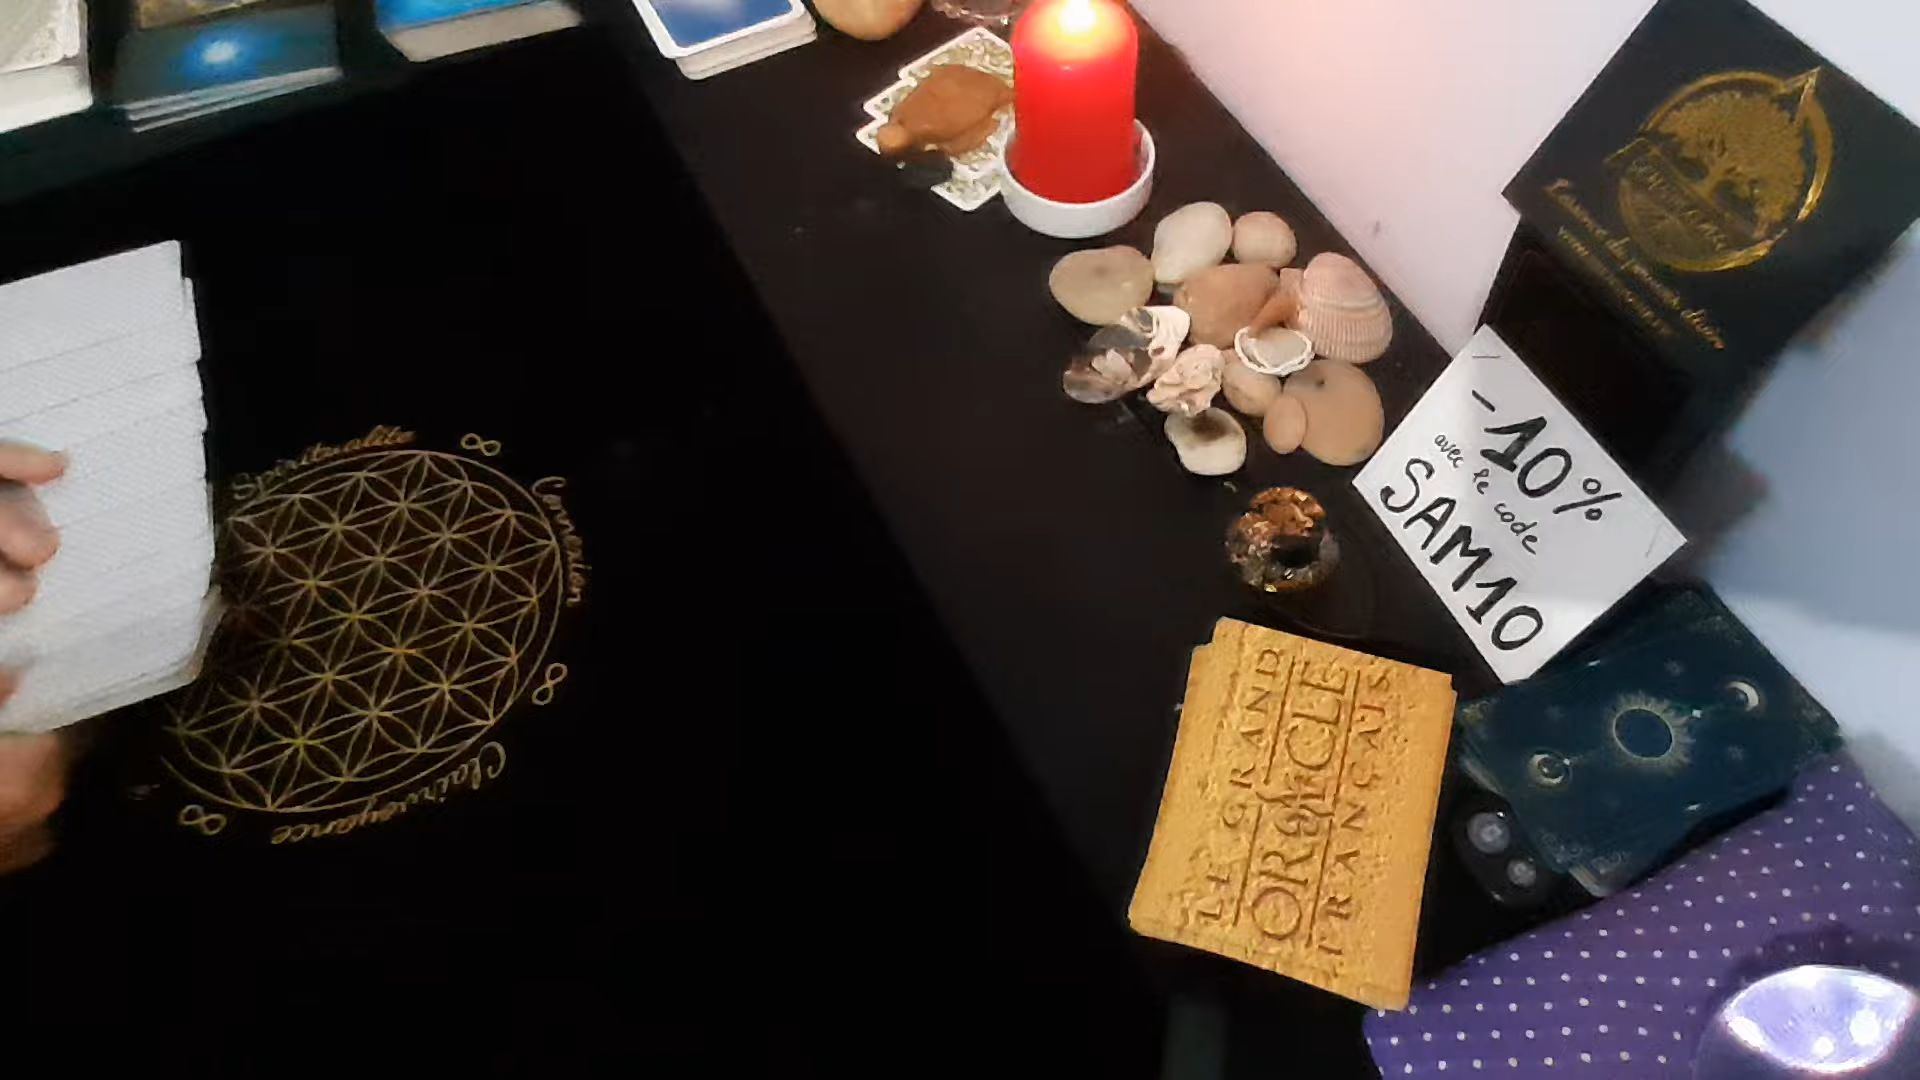 Spiritualité
Connexion
Clairvoyance
-10%
avec le code
SAM10
LE GRAND
ORACLE
FRANÇAIS